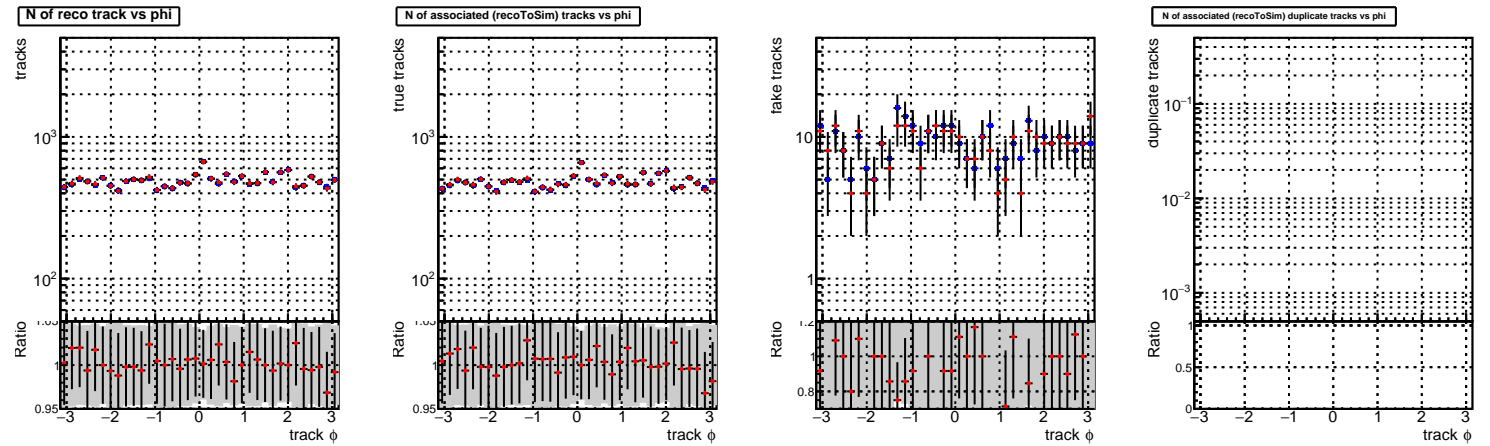 N of reco track vs phi
tracks
10³
10²
Ratio
1.05
1
0.95
−3 −2 −1 0 1 2 3
track ϕ
N of associated (recoToSim) tracks vs phi
true tracks
10³
10²
Ratio
1.05
1
0.95
−3 −2 −1 0 1 2 3
track ϕ
fake tracks
10
1
Ratio
1.2
1
0.8
−3 −2 −1 0 1 2 3
track ϕ
N of associated (recoToSim) duplicate tracks vs phi
duplicate tracks
10⁻¹
10⁻²
10⁻³
Ratio
1
0.5
0
−3 −2 −1 0 1 2 3
track ϕ